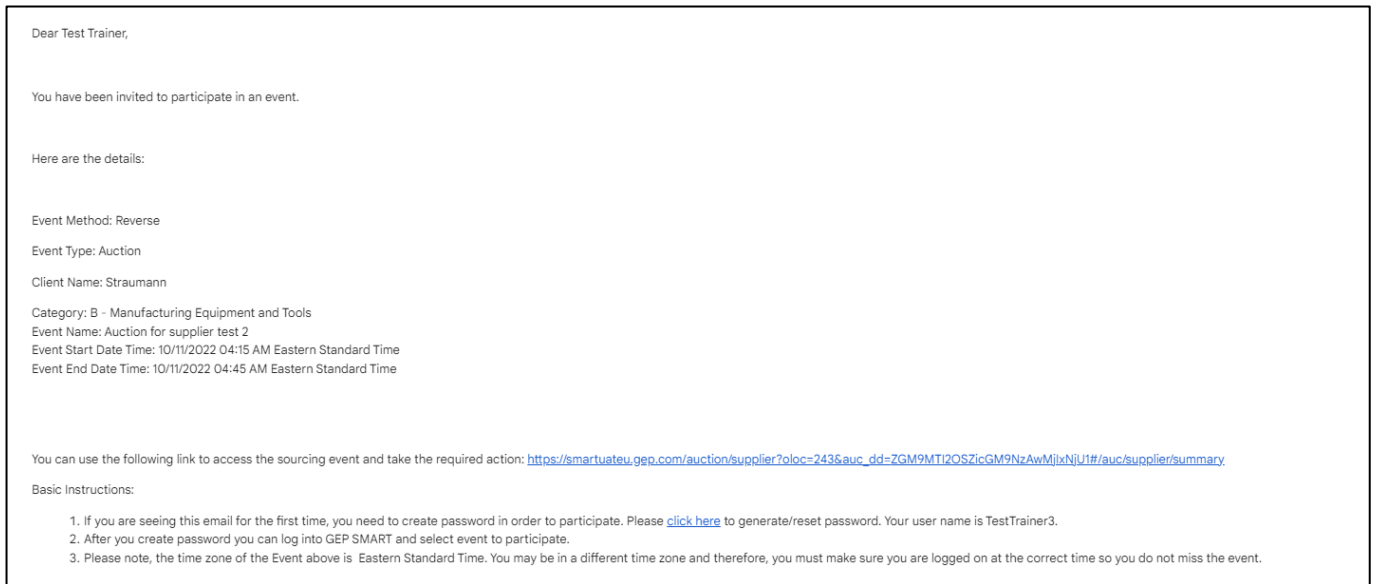 Dear Test Trainer,
You have been invited to participate in an event.
Here are the details:
Event Method: Reverse
Event Type: Auction
Client Name: Straumann
Category: B - Manufacturing Equipment and Tools
Event Name: Auction for supplier test 2
Event Start Date Time: 10/11/2022 04:15 AM Eastern Standard Time
Event End Date Time: 10/11/2022 04:45 AM Eastern Standard Time
You can use the following link to access the sourcing event and take the required action: https://smartuateu.gep.com/auction/supplier?oloc=243&auc_dd=ZGM9MTI2OSZicGM9NzAwMjIxNjU1#/auc/supplier/summary
Basic Instructions:
1. If you are seeing this email for the first time, you need to create password in order to participate. Please click here to generate/reset password. Your user name is TestTrainer3.
2. After you create password you can log into GEP SMART and select event to participate.
3. Please note, the time zone of the Event above is Eastern Standard Time. You may be in a different time zone and therefore, you must make sure you are logged on at the correct time so you do not miss the event.